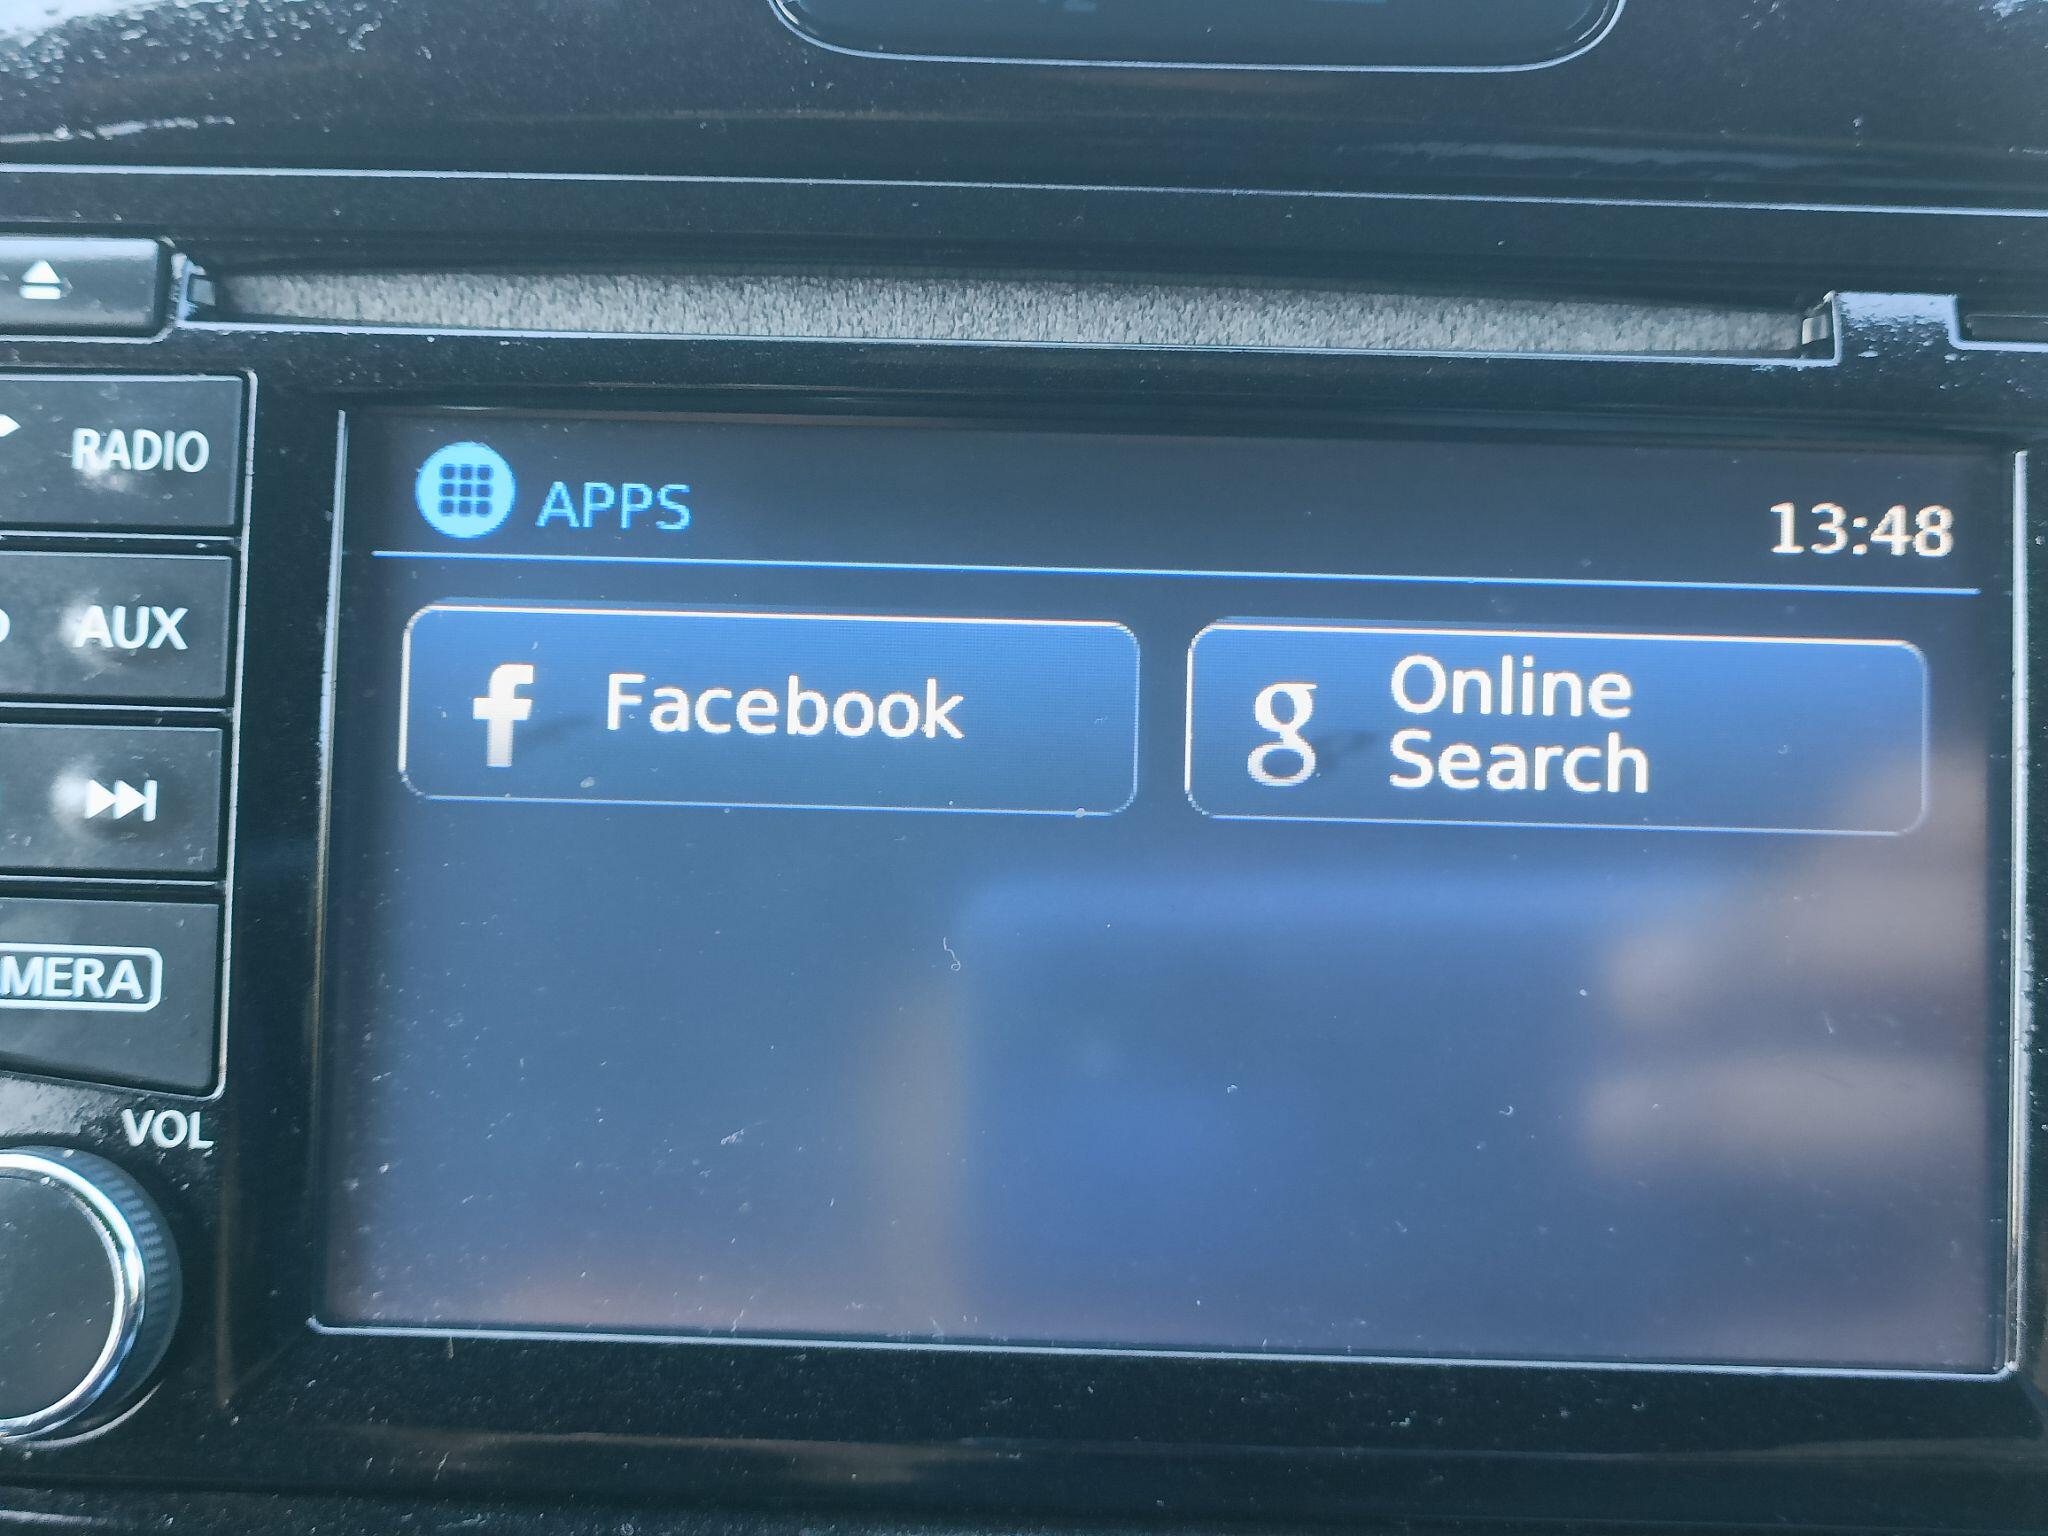 RADIO
AUX
MERA
VOL
APPS
13:48
f Facebook
g Online
Search